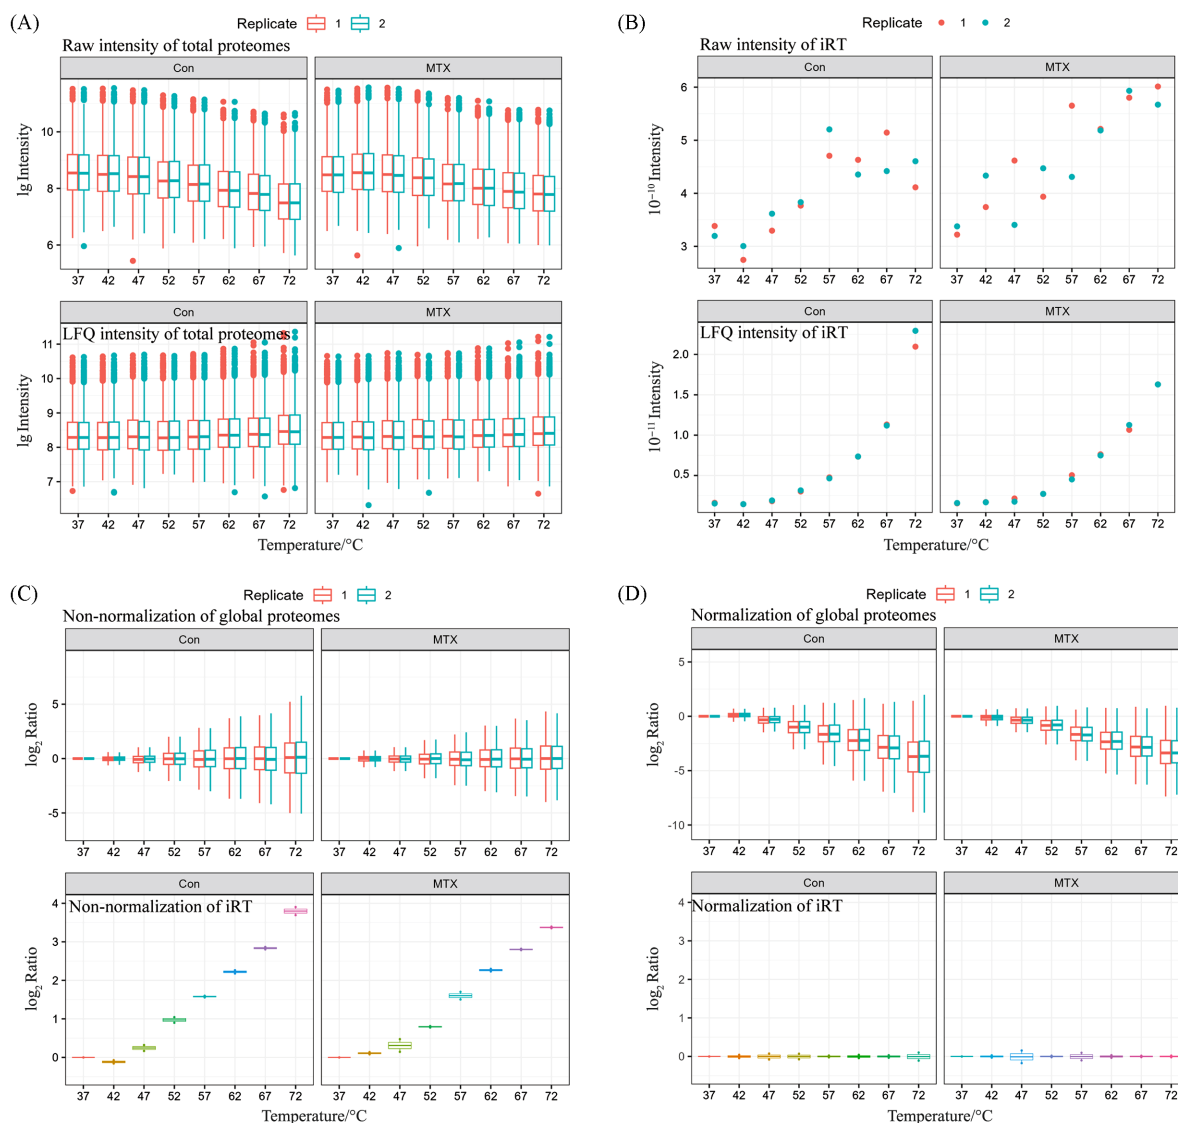 (A)
Replicate 1 2
Raw intensity of total proteomes
Con MTX
lg Intensity
10
8
6
37 42 47 52 57 62 67 72 37 42 47 52 57 62 67 72
Con MTX
LFQ intensity of total proteomes
lg Intensity
11
10
9
8
7
37 42 47 52 57 62 67 72 37 42 47 52 57 62 67 72
Temperature/°C
(B)
Replicate 1 2
Raw intensity of iRT
Con MTX
10⁻¹⁰ Intensity
6
5
4
3
37 42 47 52 57 62 67 72 37 42 47 52 57 62 67 72
Con MTX
LFQ intensity of iRT
10⁻¹¹ Intensity
2.0
1.0
0.5
37 42 47 52 57 62 67 72 37 42 47 52 57 62 67 72
Temperature/°C
(C)
Replicate 1 2
Non-normalization of global proteomes
Con MTX
log₂ Ratio
5
0
-5
37 42 47 52 57 62 67 72 37 42 47 52 57 62 67 72
Con MTX
Non-normalization of iRT
log₂ Ratio
4
3
2
1
0
37 42 47 52 57 62 67 72 37 42 47 52 57 62 67 72
Temperature/°C
(D)
Replicate 1 2
Normalization of global proteomes
Con MTX
log₂ Ratio
5
0
-5
-10
37 42 47 52 57 62 67 72 37 42 47 52 57 62 67 72
Con MTX
Normalization of iRT
log₂ Ratio
4
3
2
1
0
37 42 47 52 57 62 67 72 37 42 47 52 57 62 67 72
Temperature/°C